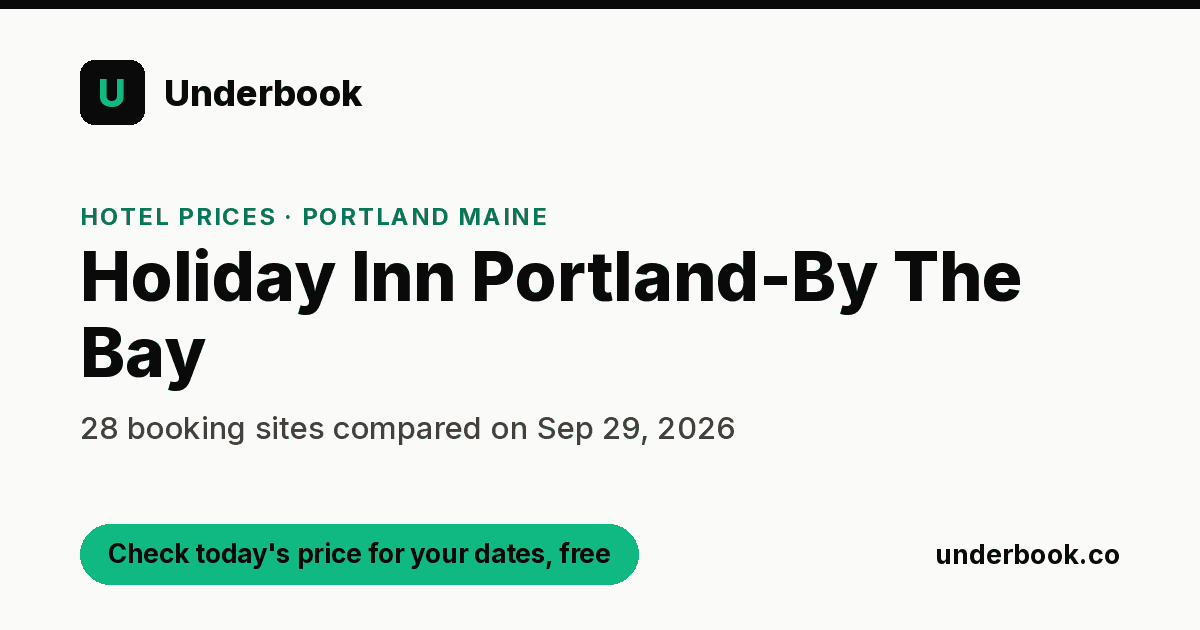 U Underbook
HOTEL PRICES · PORTLAND MAINE
Holiday Inn Portland-By The
Bay
28 booking sites compared on Sep 29, 2026
Check today's price for your dates, free
underbook.co